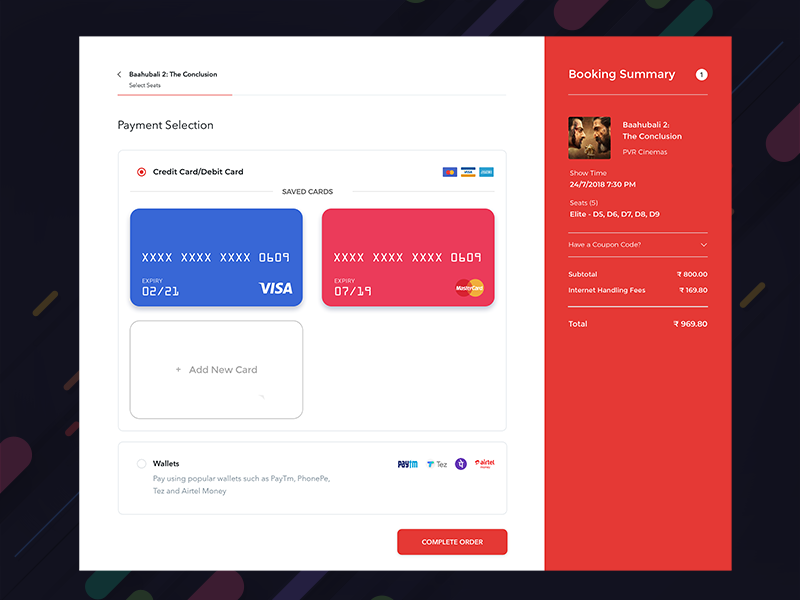 Baahubali 2: The Conclusion
Select Seats
Payment Selection
Credit Card/Debit Card
VISA
SAVED CARDS
XXXX XXXX XXXX 0609
EXPIRY
02/21
VISA
XXXX XXXX XXXX 0609
EXPIRY
07/19
MasterCard
+ Add New Card
Wallets
Pay using popular wallets such as PayTm, PhonePe,
Tez and Airtel Money
Paytm
Tez
पे
airtel
money
COMPLETE ORDER
Booking Summary
1
Baahubali 2:
The Conclusion
PVR Cinemas
Show Time
24/7/2018 7:30 PM
Seats (5)
Elite - D5, D6, D7, D8, D9
Have a Coupon Code?
Subtotal ₹ 800.00
Internet Handling Fees ₹ 169.80
Total ₹ 969.80